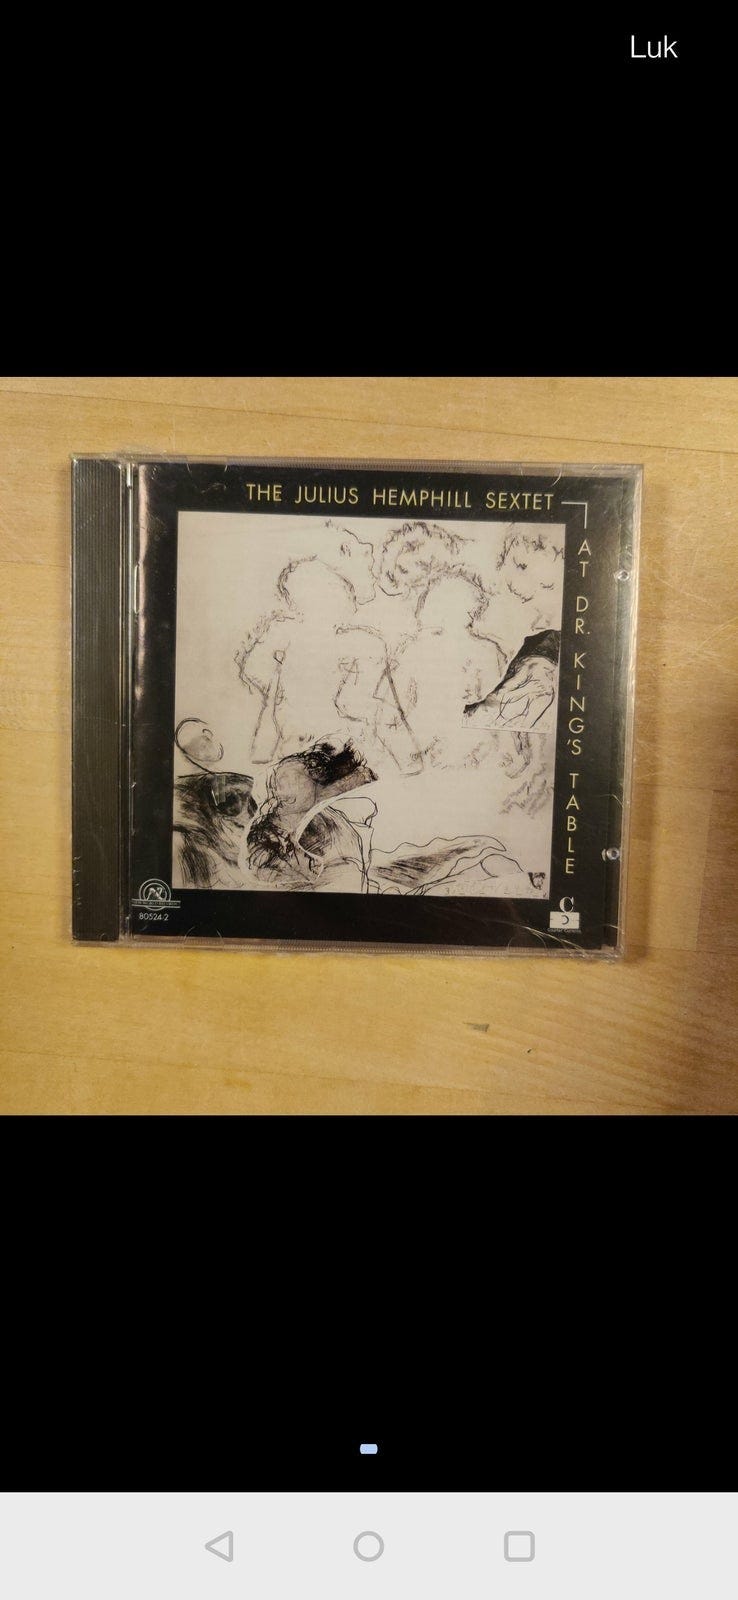 Luk
THE JULIUS HEMPHILL SEXTET
AT DR. KING'S TABLE
80524-2
C